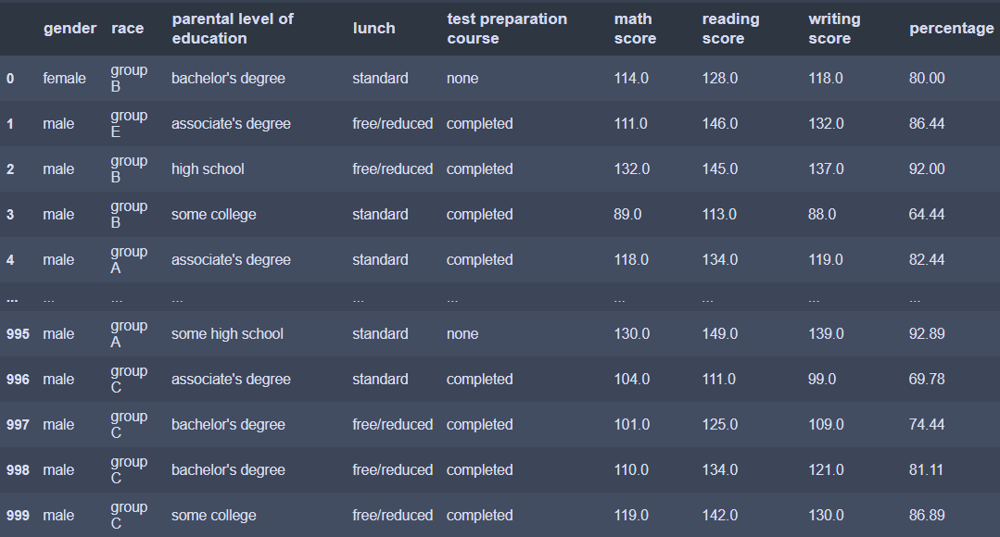 gender race parental level of education lunch test preparation course math score reading score writing score percentage
0 female group B bachelor's degree standard none 114.0 128.0 118.0 80.00
1 male group E associate's degree free/reduced completed 111.0 146.0 132.0 86.44
2 male group B high school free/reduced completed 132.0 145.0 137.0 92.00
3 male group B some college standard completed 89.0 113.0 88.0 64.44
4 male group A associate's degree standard completed 118.0 134.0 119.0 82.44
... ... ... ... ... ... ... ... ... ...
995 male group A some high school standard none 130.0 149.0 139.0 92.89
996 male group C associate's degree standard completed 104.0 111.0 99.0 69.78
997 male group C bachelor's degree free/reduced completed 101.0 125.0 109.0 74.44
998 male group C bachelor's degree free/reduced completed 110.0 134.0 121.0 81.11
999 male group C some college free/reduced completed 119.0 142.0 130.0 86.89